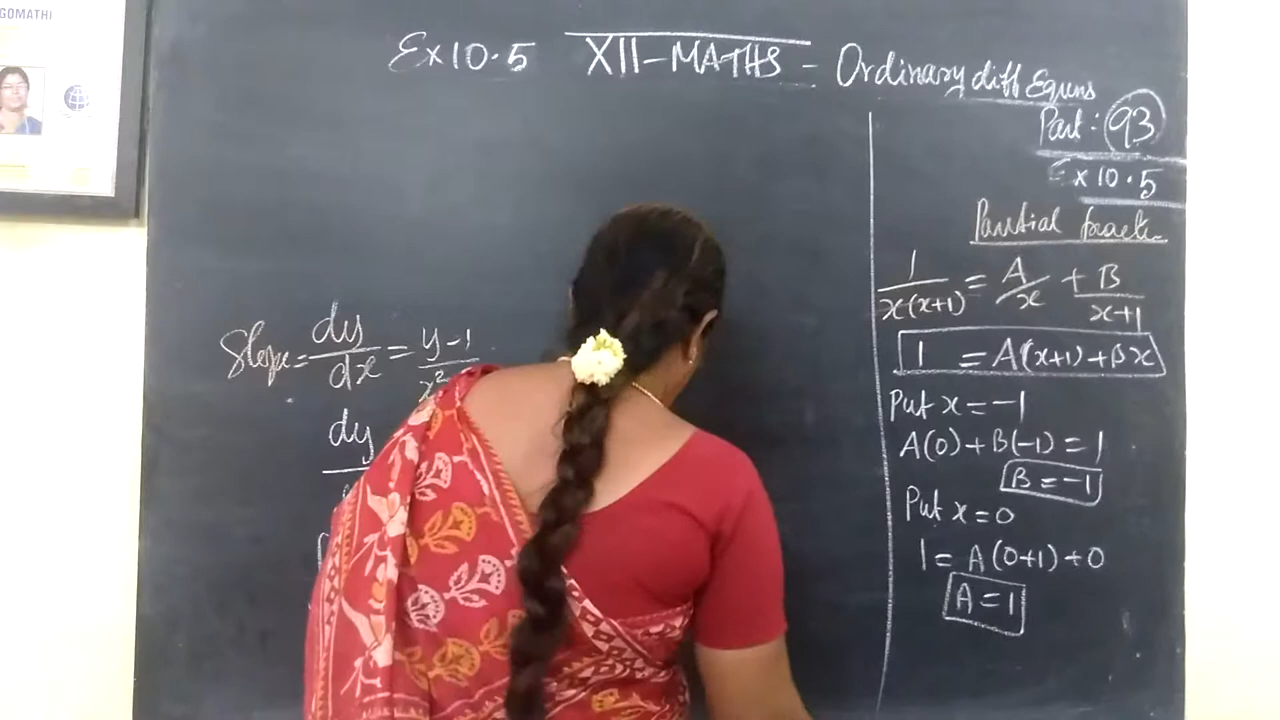 GOMATHI
Ex 10.5 XII-MATHS - Ordinary diff Equns
Part: 93
Ex 10.5
Partial fractn
1/x(x+1) = A/x + B/x+1
1 = A(x+1)+Bx
Put x=-1
A(0)+B(-1)=1
B=-1
Put x=0
1=A(0+1)+0
A=1
Slope= dy/dx = y-1/x²
dy